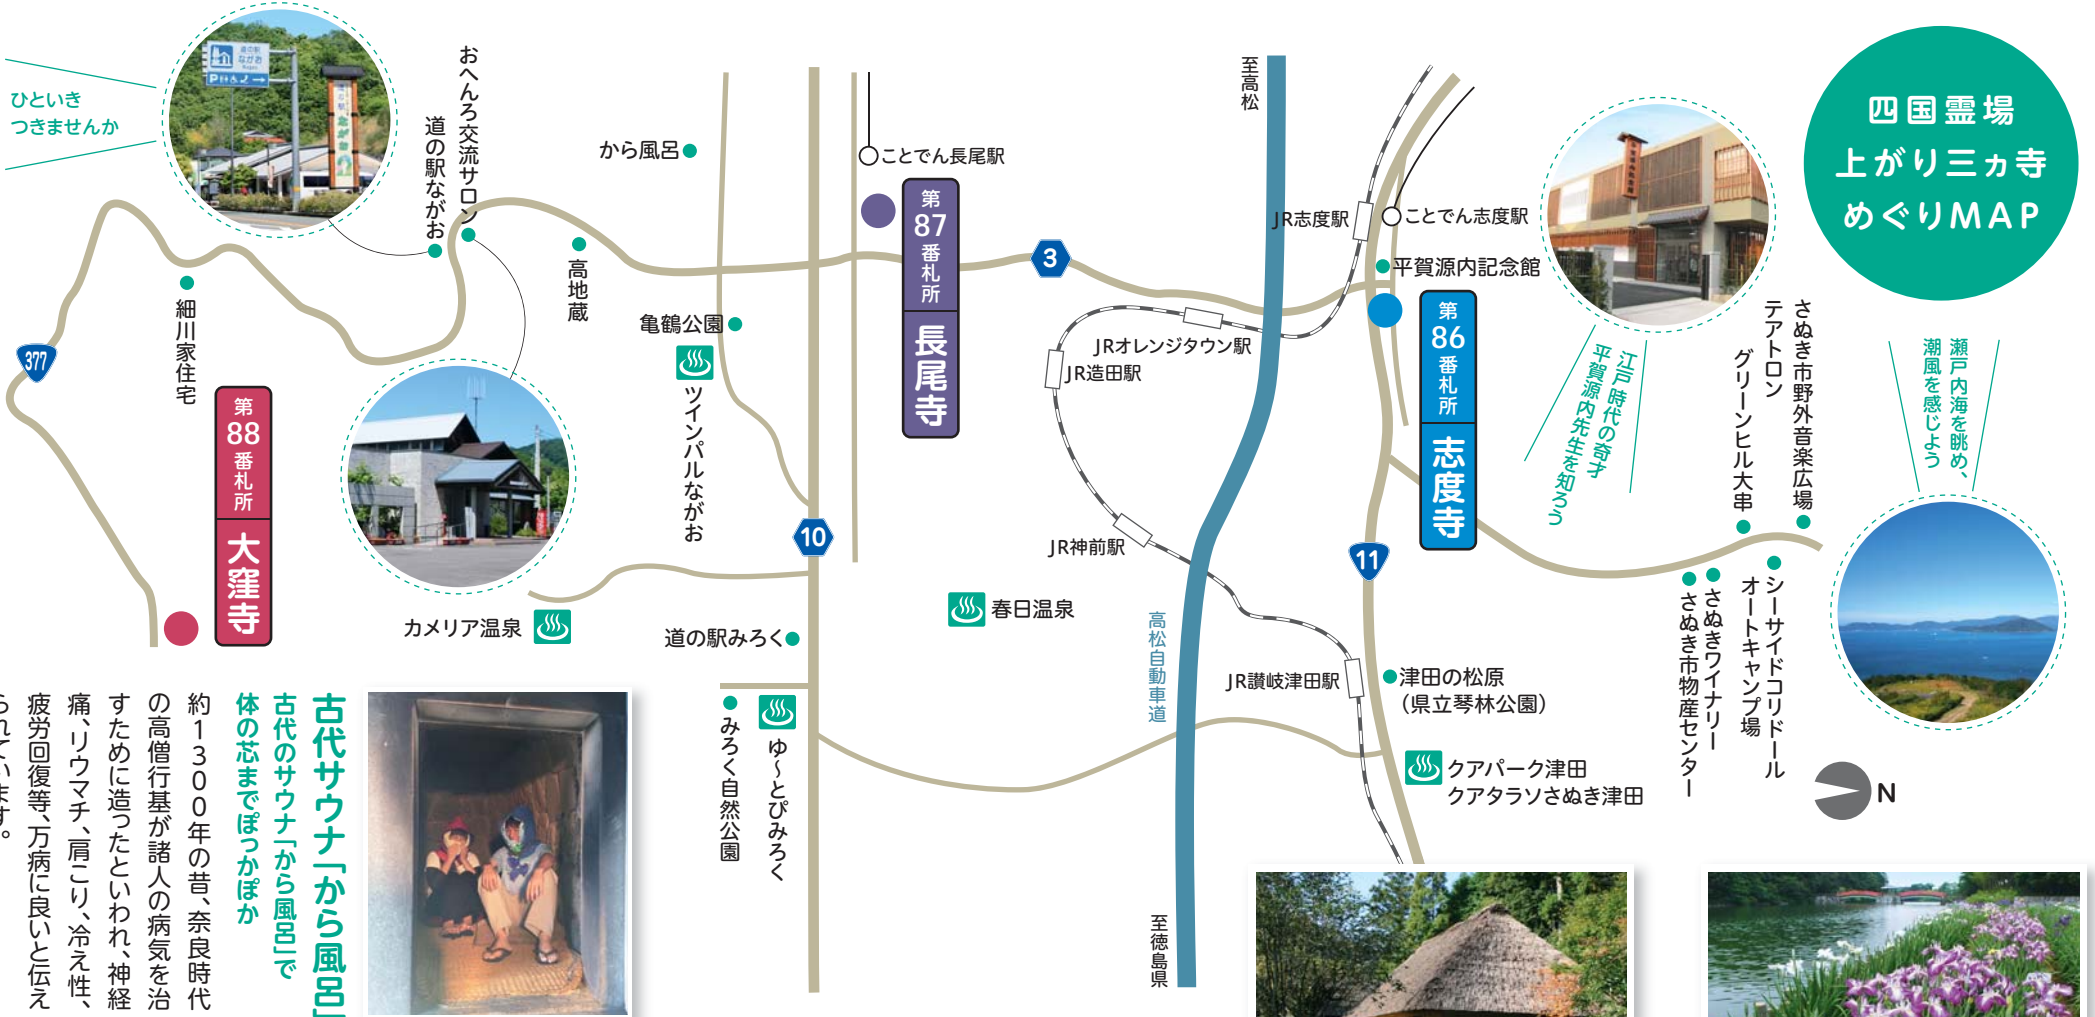 四国霊場
上がり三ヵ寺
めぐりMAP
ひといき
つきませんか
道の駅
ながお
おへんろ交流サロン
道の駅ながお
から風呂
ことでん長尾駅
第87番札所
長尾寺
至高松
JR志度駅
ことでん志度駅
平賀源内記念館
3
第86番札所
志度寺
江戸時代の奇才
平賀源内先生を知ろう
さぬき市野外音楽広場
テアトロン
グリーンヒル大串
瀬戸内海を眺め、
潮風を感じよう
細川家住宅
高地蔵
亀鶴公園
ツインパルながお
JRオレンジタウン駅
JR造田駅
377
第88番札所
大窪寺
10
JR神前駅
11
シーサイドコリドール
オートキャンプ場
さぬきワイナリー
さぬき市物産センター
カメリア温泉
道の駅みろく
春日温泉
高松自動車道
JR讃岐津田駅
津田の松原
（県立琴林公園）
ゆ～とぴみろく
みろく自然公園
クアパーク津田
クアタラソさぬき津田
N
至徳島県
古代サウナ「から風呂」
古代のサウナ「から風呂」で
体の芯までぽっかぽか
約1300年の昔、奈良時代
の高僧行基が諸人の病気を治
すために造ったといわれ、神経
痛、リウマチ、肩こり、冷え性、
疲労回復等、万病に良いと伝え
られています。